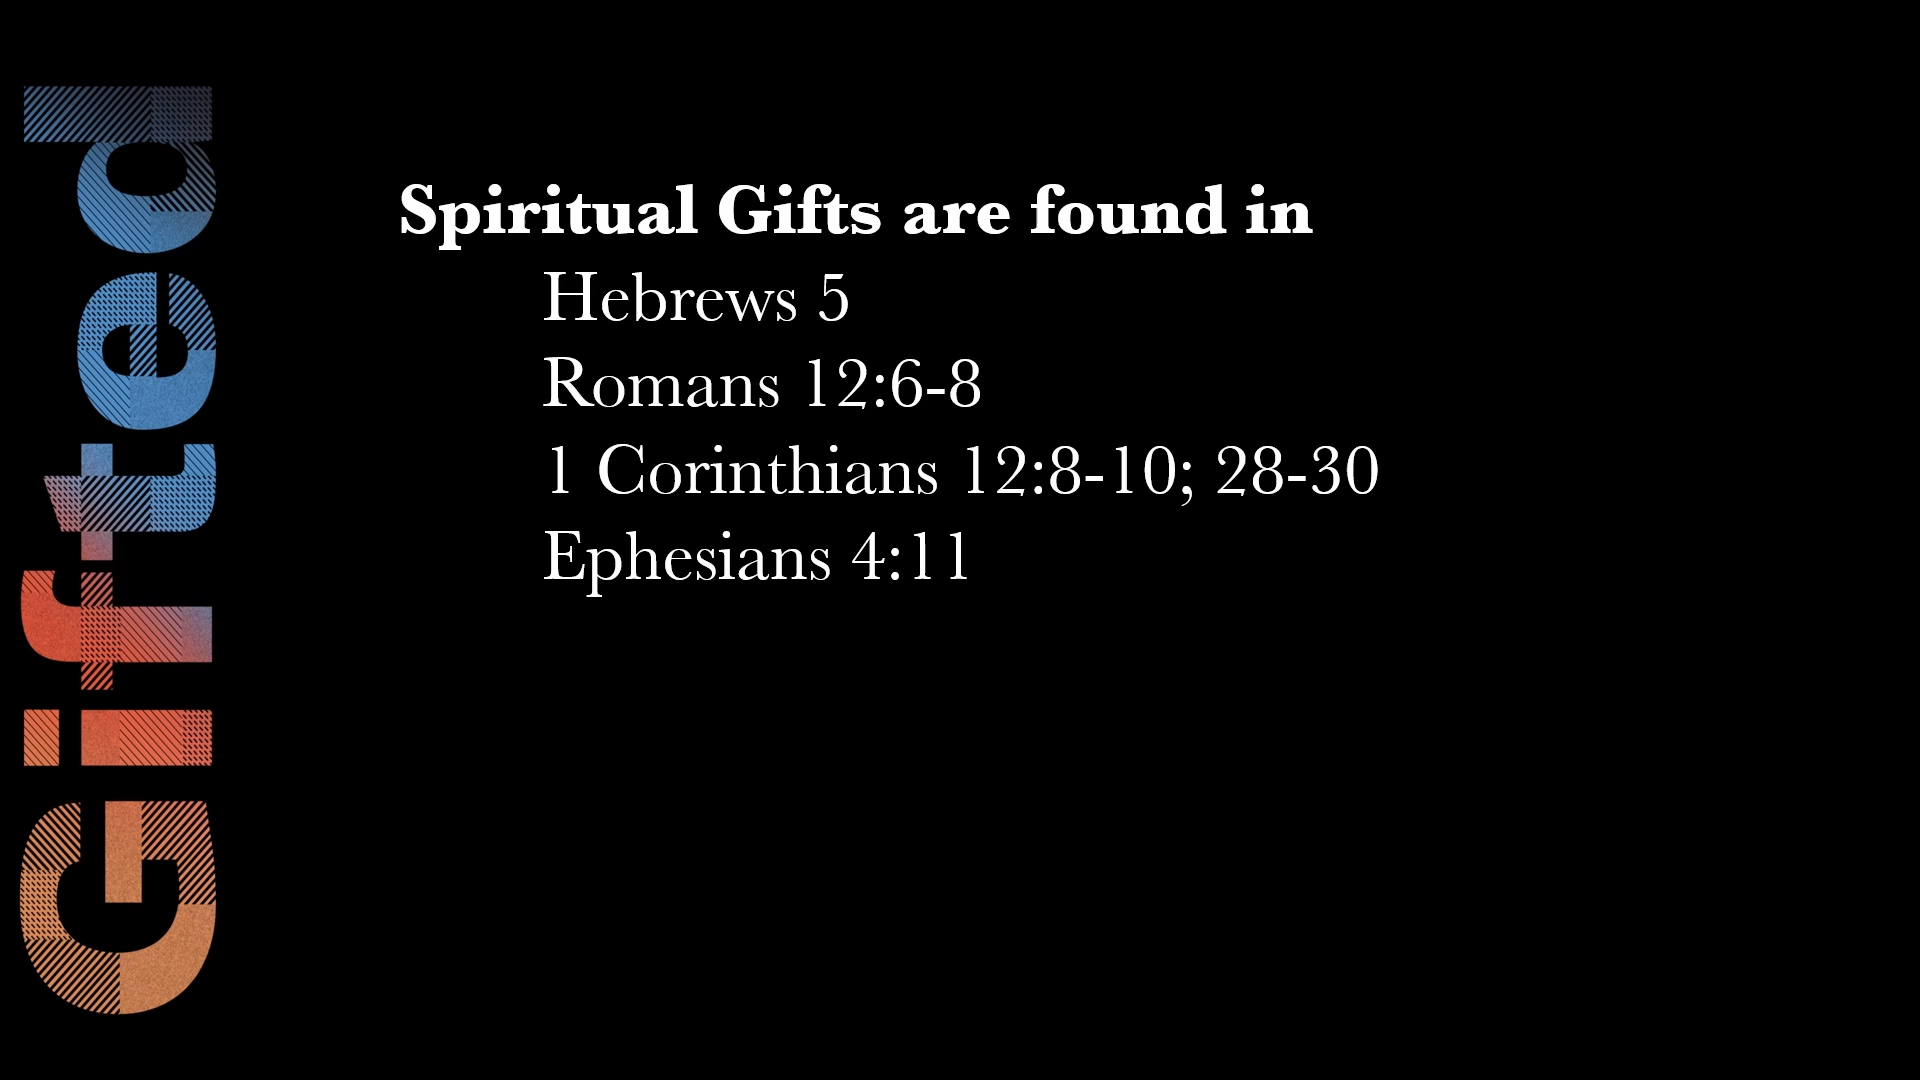 Gifted
Spiritual Gifts are found in
Hebrews 5
Romans 12:6-8
1 Corinthians 12:8-10; 28-30
Ephesians 4:11